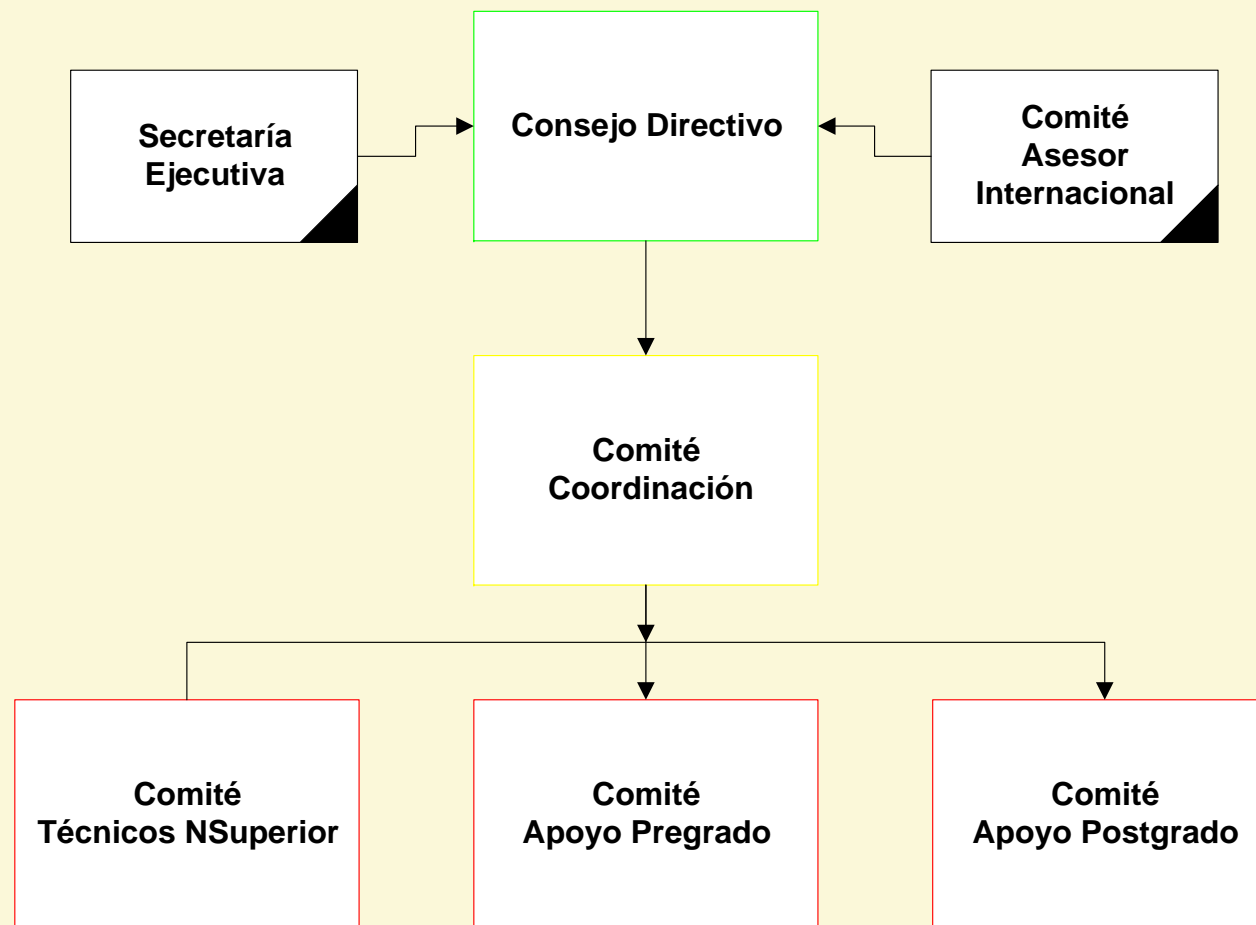 Secretaría
Ejecutiva
Consejo Directivo
Comité
Asesor
Internacional
Comité
Coordinación
Comité
Técnicos NSuperior
Comité
Apoyo Pregrado
Comité
Apoyo Postgrado